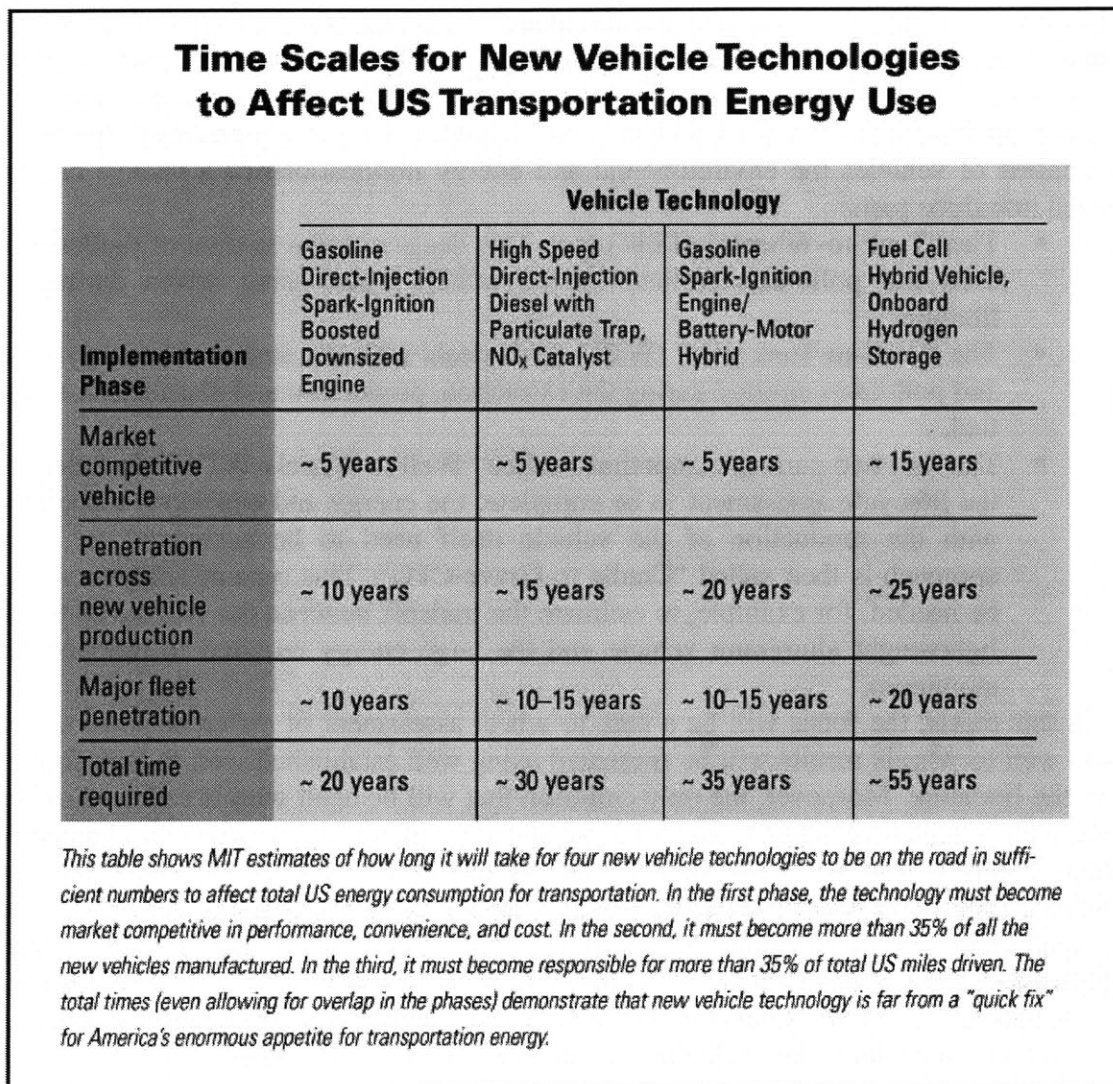 Time Scales for New Vehicle Technologies
to Affect US Transportation Energy Use
Vehicle Technology
Implementation
Phase
Gasoline
Direct-Injection
Spark-Ignition
Boosted
Downsized
Engine
High Speed
Direct-Injection
Diesel with
Particulate Trap,
NOx Catalyst
Gasoline
Spark-Ignition
Engine/
Battery-Motor
Hybrid
Fuel Cell
Hybrid Vehicle,
Onboard
Hydrogen
Storage
Market
competitive
vehicle
~ 5 years
~ 5 years
~ 5 years
~ 15 years
Penetration
across
new vehicle
production
~ 10 years
~ 15 years
~ 20 years
~ 25 years
Major fleet
penetration
~ 10 years
~ 10–15 years
~ 10–15 years
~ 20 years
Total time
required
~ 20 years
~ 30 years
~ 35 years
~ 55 years
This table shows MIT estimates of how long it will take for four new vehicle technologies to be on the road in suffi-
cient numbers to affect total US energy consumption for transportation. In the first phase, the technology must become
market competitive in performance, convenience, and cost. In the second, it must become more than 35% of all the
new vehicles manufactured. In the third, it must become responsible for more than 35% of total US miles driven. The
total times (even allowing for overlap in the phases) demonstrate that new vehicle technology is far from a "quick fix"
for America's enormous appetite for transportation energy.